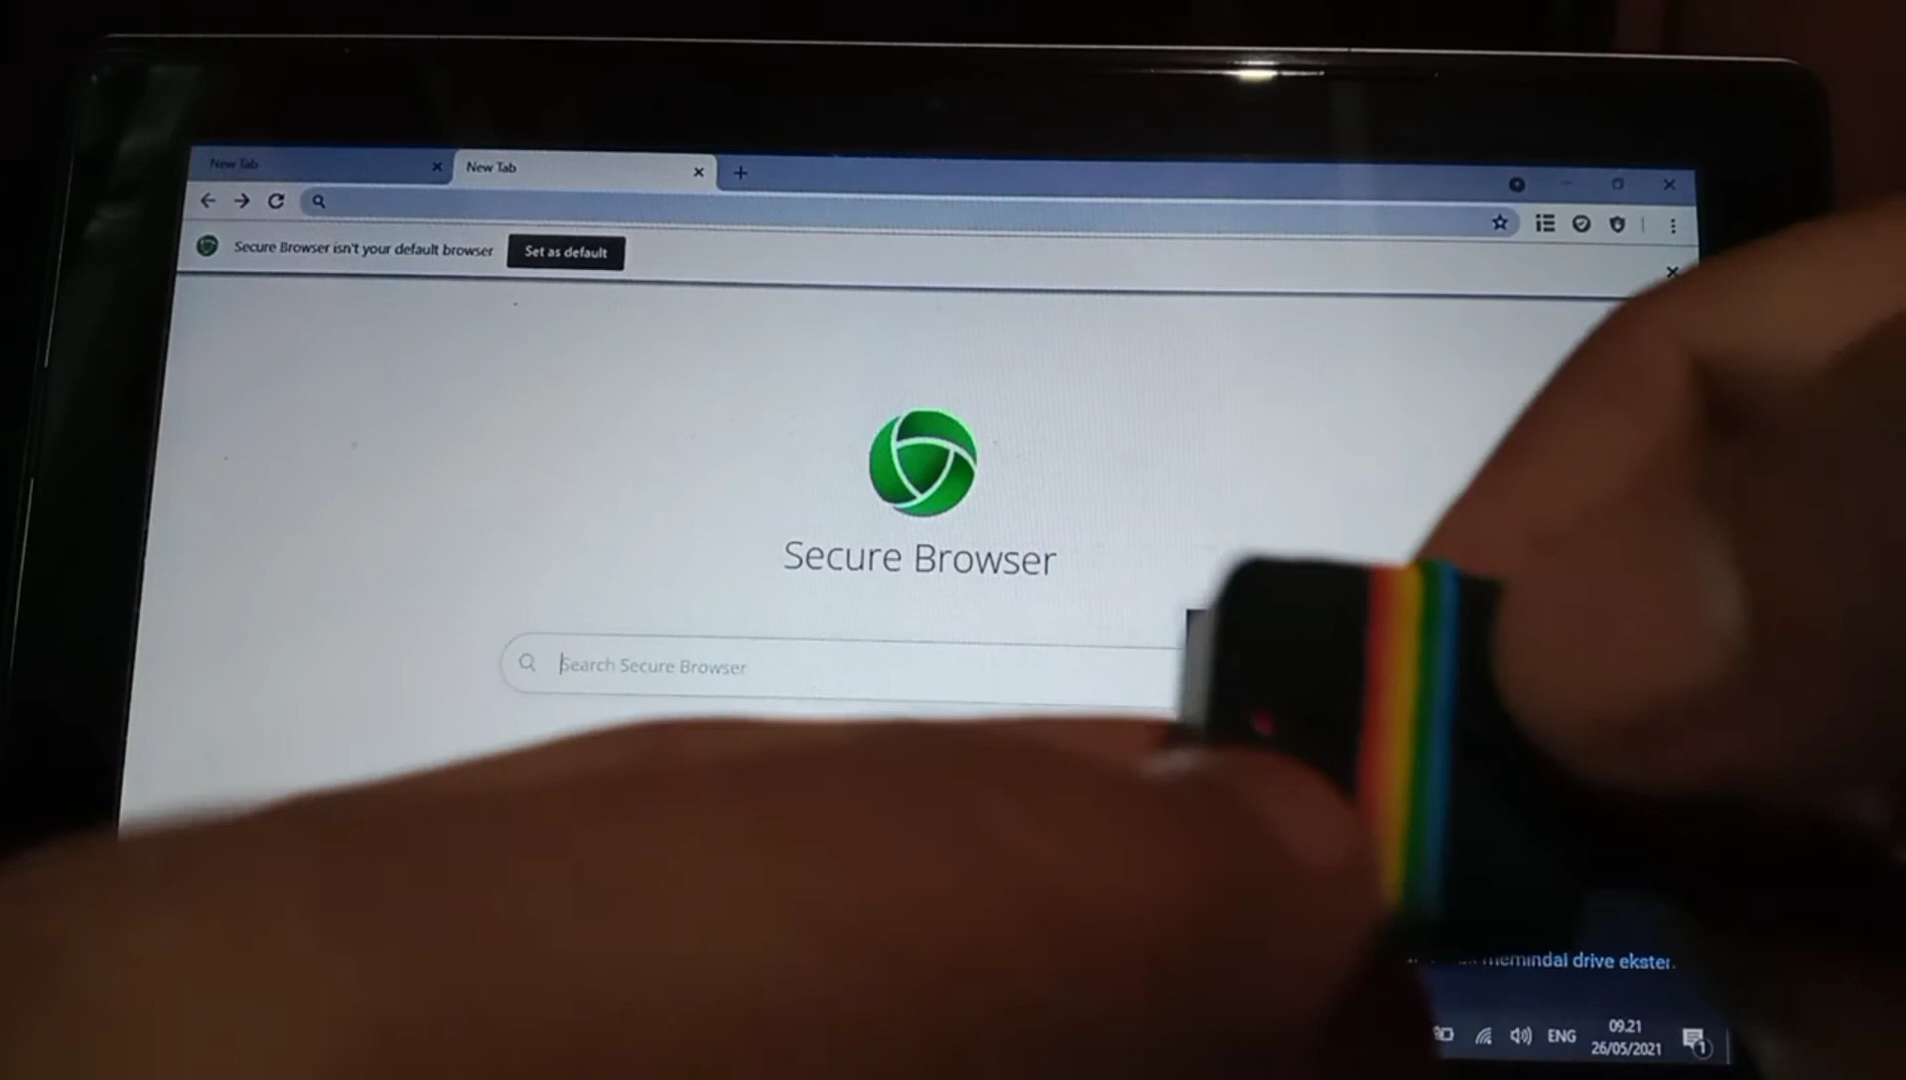 New Tab
New Tab
Secure Browser isn't your default browser
Set as default
Secure Browser
Search Secure Browser
memindai drive ekster
ENG
09.21
26/05/2021
1